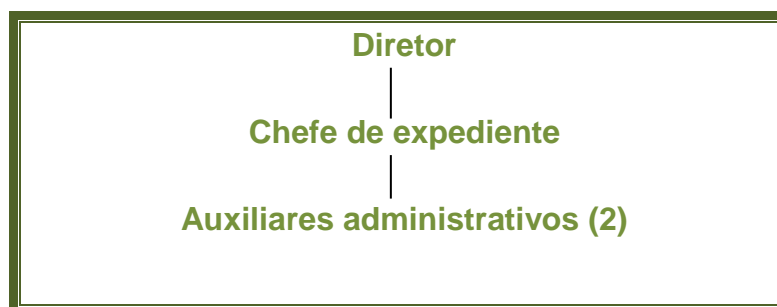 Diretor
Chefe de expediente
Auxiliares administrativos (2)